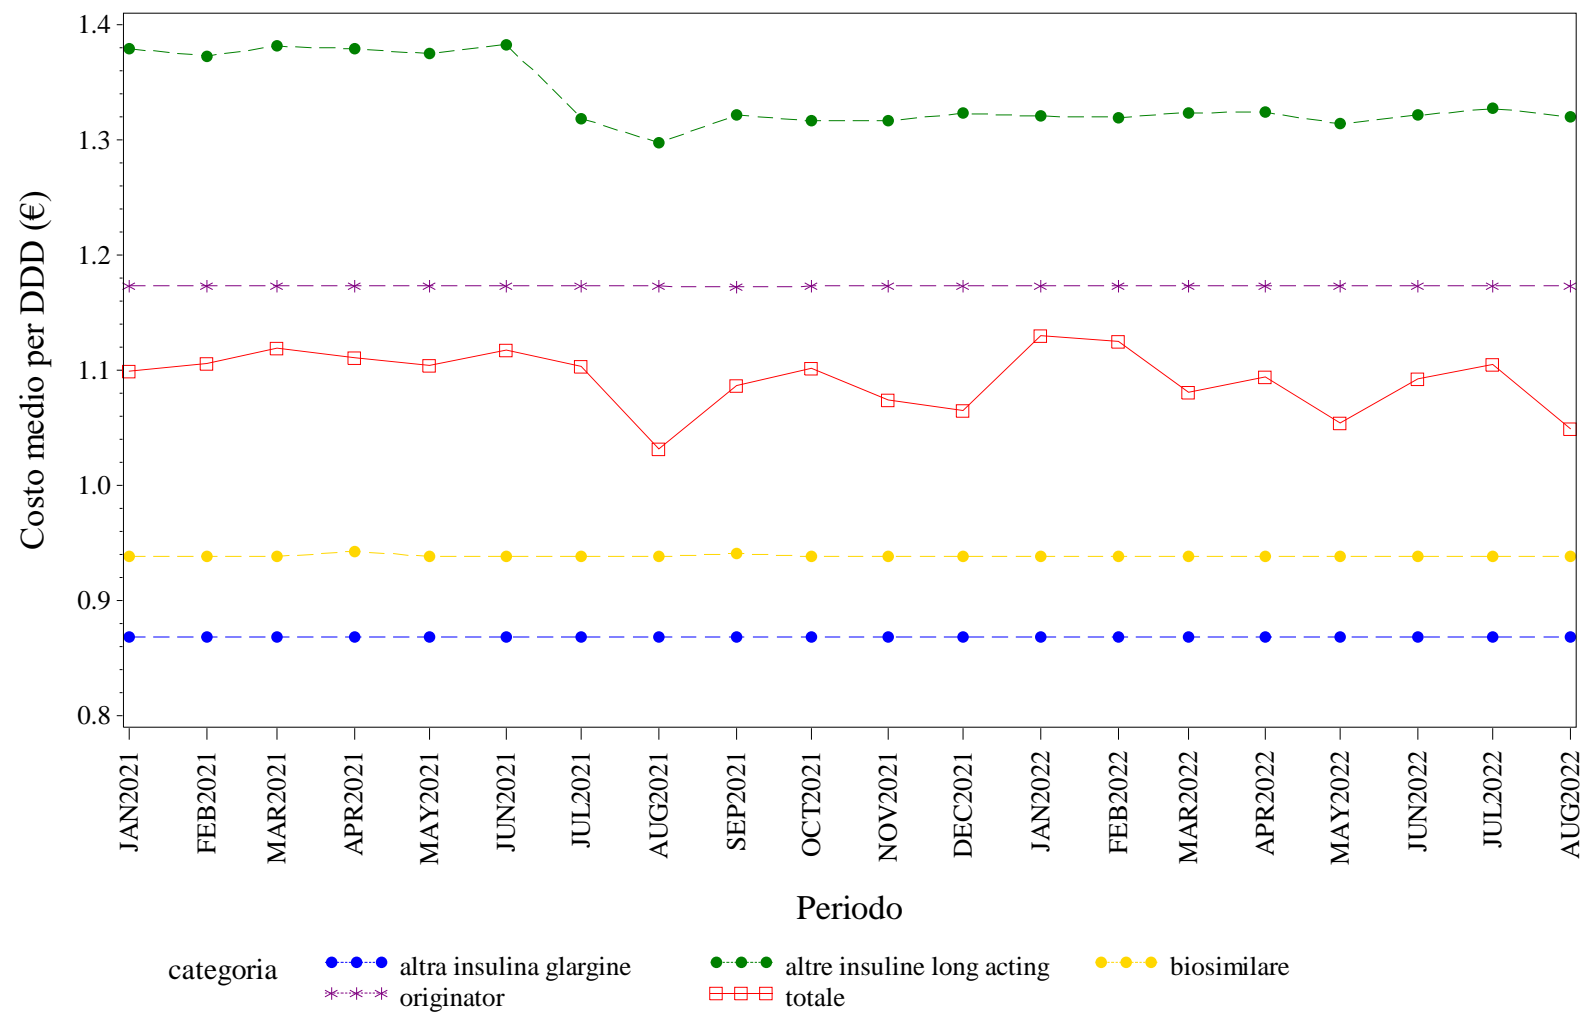 Costo medio per DDD (€)
1.4
1.3
1.2
1.1
1.0
0.9
0.8
JAN2021
FEB2021
MAR2021
APR2021
MAY2021
JUN2021
JUL2021
AUG2021
SEP2021
OCT2021
NOV2021
DEC2021
JAN2022
FEB2022
MAR2022
APR2022
MAY2022
JUN2022
JUL2022
AUG2022
Periodo
categoria altra insulina glargine altre insuline long acting biosimilare
originator totale